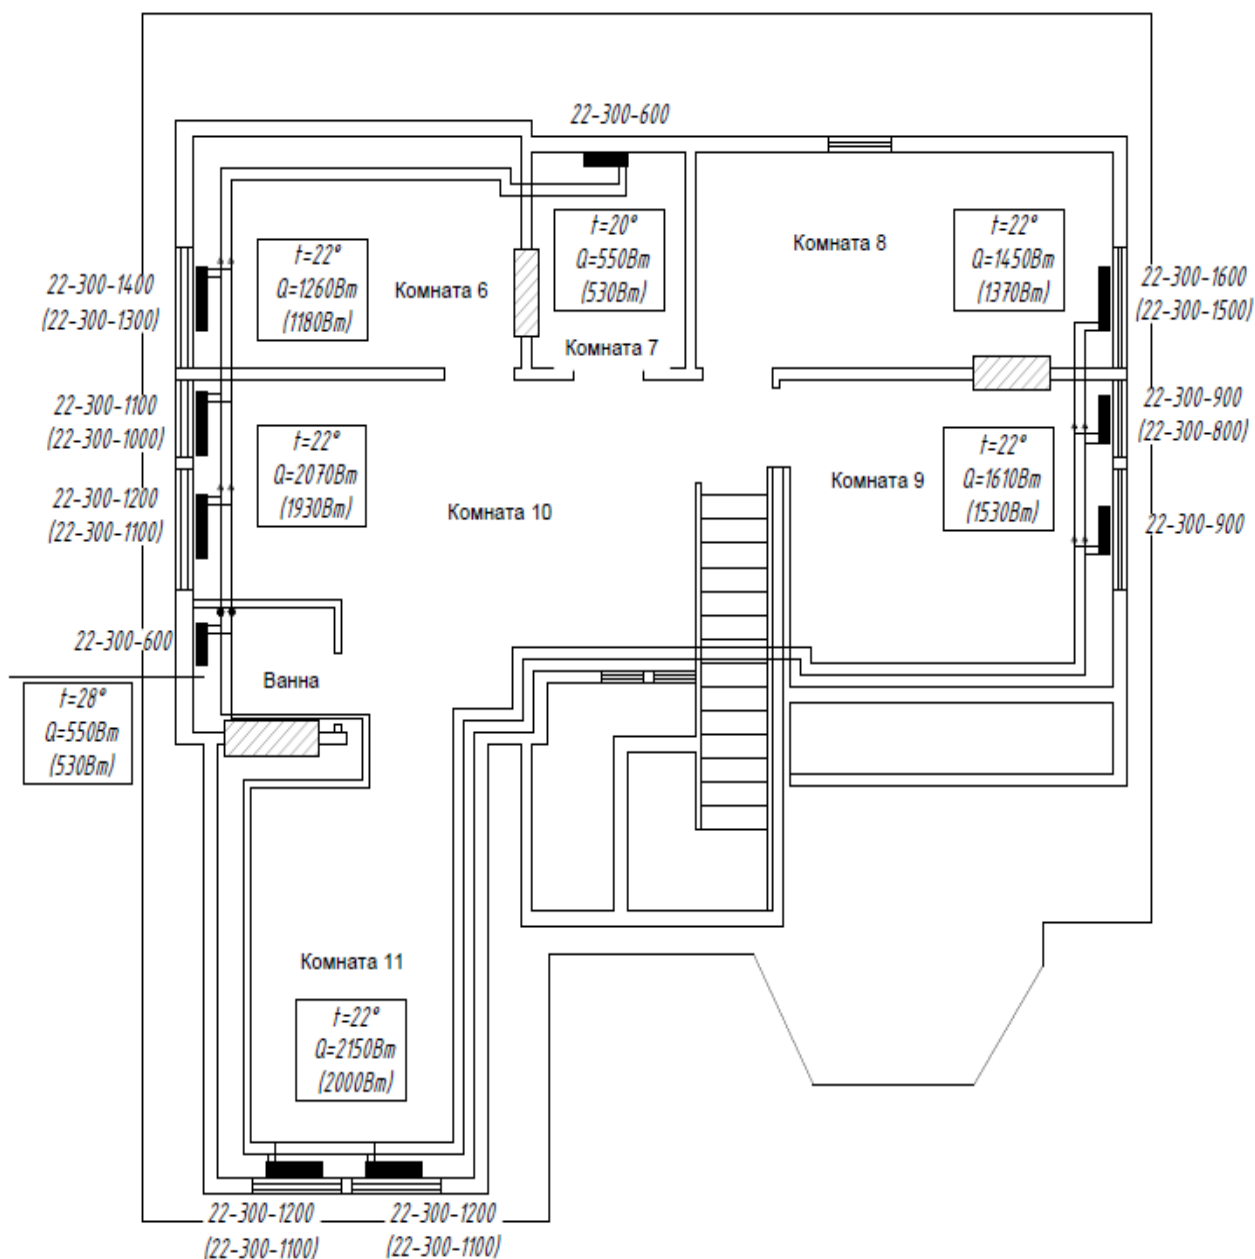 22-300-600
t=20°
Q=550Вт
(530Вт)
Комната 7
Комната 8
t=22°
Q=1450Вт
(1370Вт)
22-300-1600
(22-300-1500)
22-300-1400
(22-300-1300)
t=22°
Q=1260Вт
(1180Вт)
Комната 6
22-300-1100
(22-300-1000)
22-300-1200
(22-300-1100)
t=22°
Q=2070Вт
(1930Вт)
Комната 10
Комната 9
t=22°
Q=1610Вт
(1530Вт)
22-300-900
(22-300-800)
22-300-900
22-300-600
Ванна
t=28°
Q=550Вт
(530Вт)
Комната 11
t=22°
Q=2150Вт
(2000Вт)
22-300-1200
(22-300-1100)
22-300-1200
(22-300-1100)